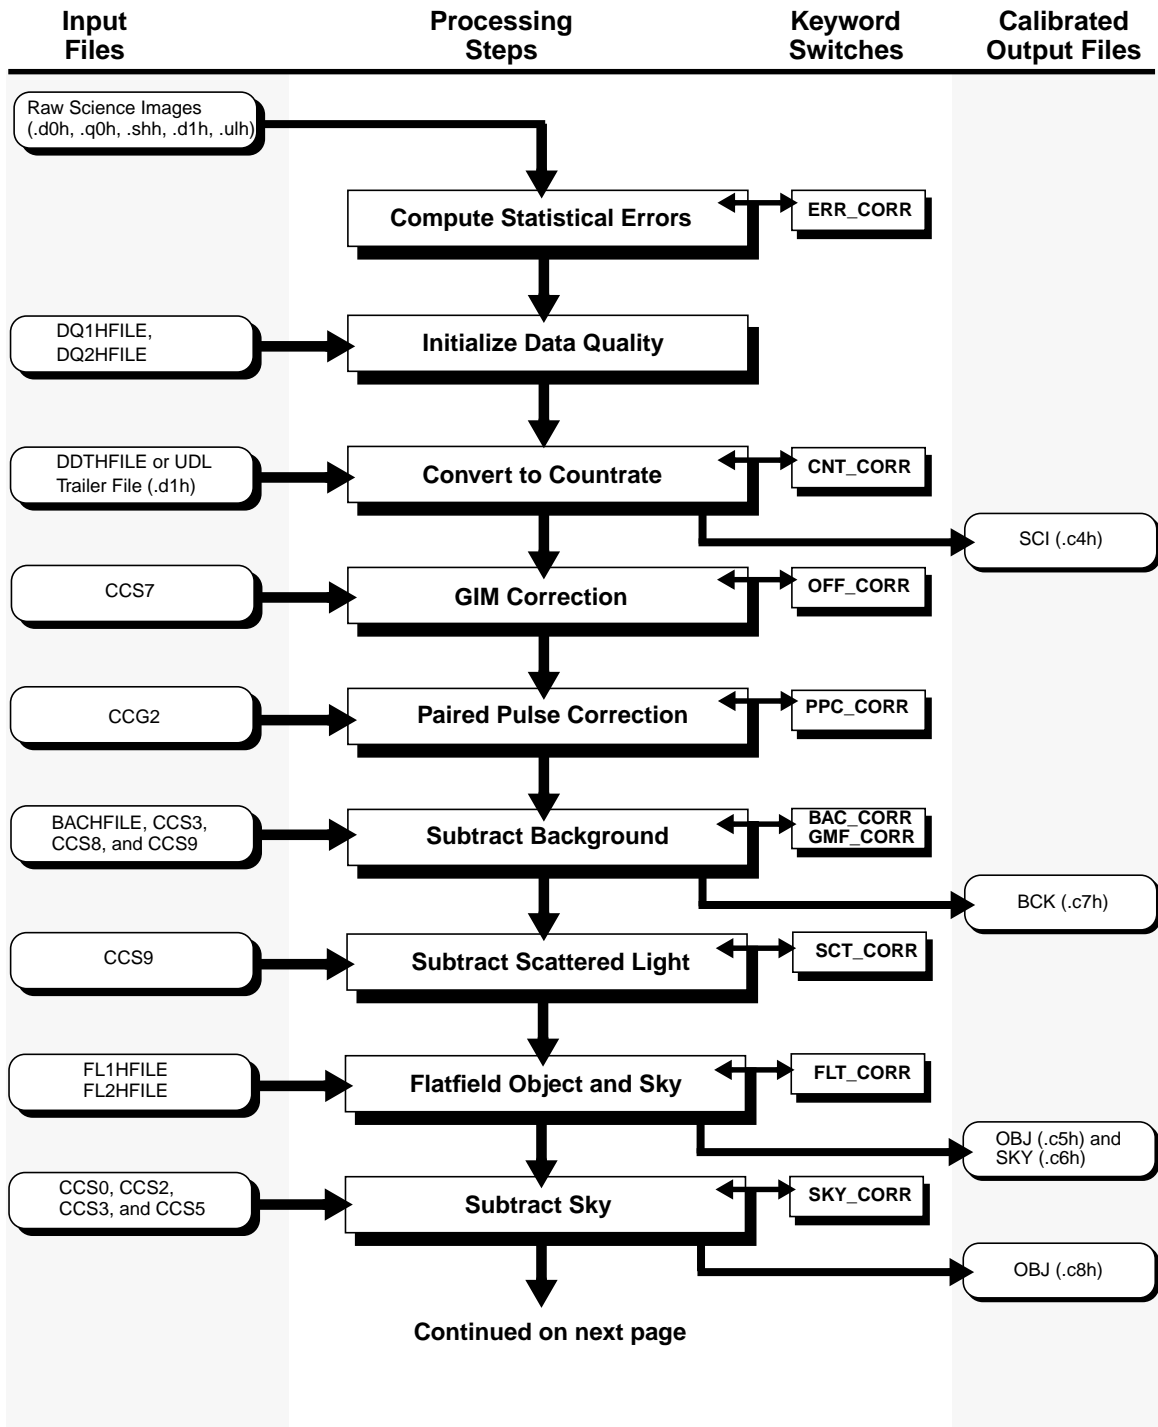 Input
Files
Processing
Steps
Keyword
Switches
Calibrated
Output Files
Raw Science Images
(.d0h, .q0h, .shh, .d1h, .ulh)
Compute Statistical Errors
ERR_CORR
DQ1HFILE,
DQ2HFILE
Initialize Data Quality
DDTHFILE or UDL
Trailer File (.d1h)
Convert to Countrate
CNT_CORR
SCI (.c4h)
CCS7
GIM Correction
OFF_CORR
CCG2
Paired Pulse Correction
PPC_CORR
BACHFILE, CCS3,
CCS8, and CCS9
Subtract Background
BAC_CORR
GMF_CORR
BCK (.c7h)
CCS9
Subtract Scattered Light
SCT_CORR
FL1HFILE
FL2HFILE
Flatfield Object and Sky
FLT_CORR
OBJ (.c5h) and
SKY (.c6h)
CCS0, CCS2,
CCS3, and CCS5
Subtract Sky
SKY_CORR
OBJ (.c8h)
Continued on next page